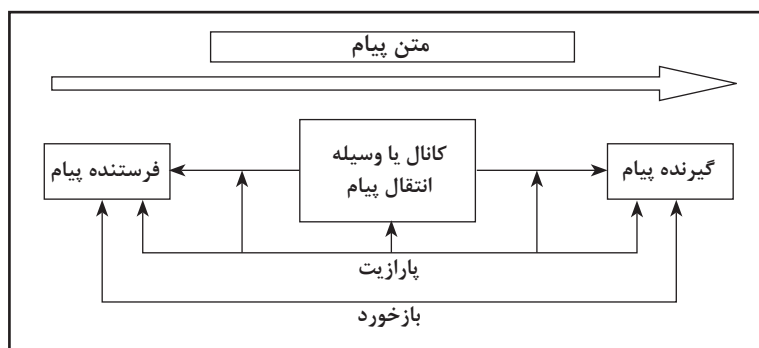 متن پیام
گیرنده پیام
کانال یا وسیله
انتقال پیام
فرستنده پیام
پارازیت
بازخورد